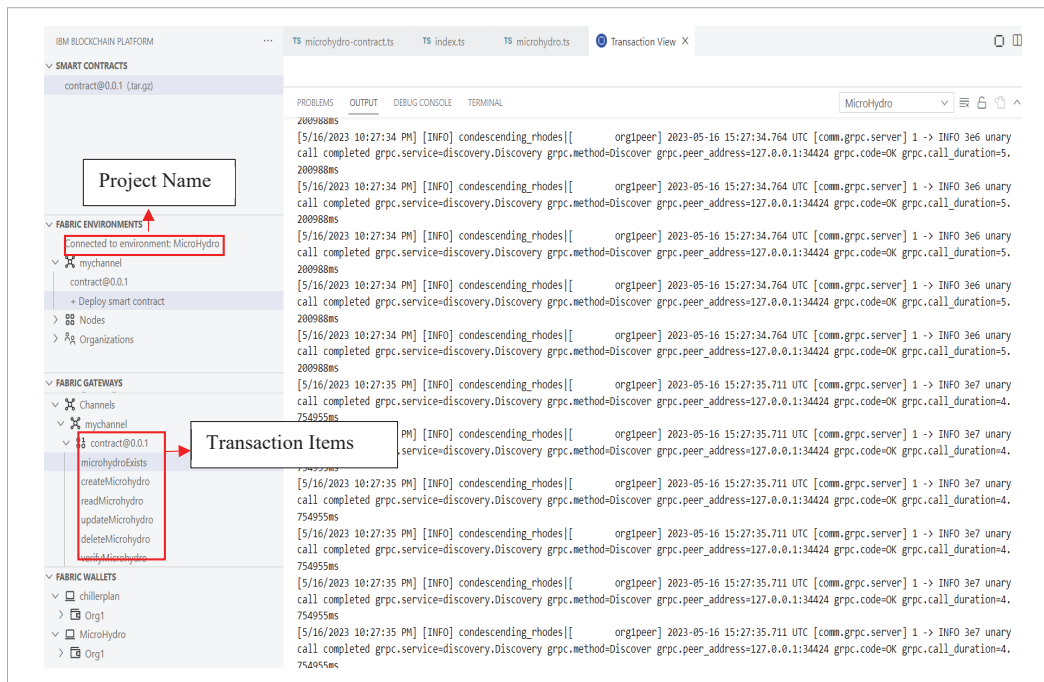 IBM BLOCKCHAIN PLATFORM ···
SMART CONTRACTS
contract@0.0.1 (.tar.gz)
Project Name
FABRIC ENVIRONMENTS
Connected to environment: MicroHydro
mychannel
contract@0.0.1
+ Deploy smart contract
Nodes
Organizations
FABRIC GATEWAYS
Channels
mychannel
contract@0.0.1
Transaction Items
microhydroExists
createMicrohydro
readMicrohydro
updateMicrohydro
deleteMicrohydro
verifyMicrohydro
FABRIC WALLETS
chillerplan
Org1
MicroHydro
Org1
TS microhydro-contract.ts TS index.ts TS microhydro.ts Transaction View X
PROBLEMS OUTPUT DEBUG CONSOLE TERMINAL MicroHydro
200988ms
[5/16/2023 10:27:34 PM] [INFO] condescending_rhodes|[ org1peer] 2023-05-16 15:27:34.764 UTC [comm.grpc.server] 1 -> INFO 3e6 unary
call completed grpc.service=discovery.Discovery grpc.method=Discover grpc.peer_address=127.0.0.1:34424 grpc.code=OK grpc.call_duration=5.
200988ms
[5/16/2023 10:27:34 PM] [INFO] condescending_rhodes|[ org1peer] 2023-05-16 15:27:34.764 UTC [comm.grpc.server] 1 -> INFO 3e6 unary
call completed grpc.service=discovery.Discovery grpc.method=Discover grpc.peer_address=127.0.0.1:34424 grpc.code=OK grpc.call_duration=5.
200988ms
[5/16/2023 10:27:34 PM] [INFO] condescending_rhodes|[ org1peer] 2023-05-16 15:27:34.764 UTC [comm.grpc.server] 1 -> INFO 3e6 unary
call completed grpc.service=discovery.Discovery grpc.method=Discover grpc.peer_address=127.0.0.1:34424 grpc.code=OK grpc.call_duration=5.
200988ms
[5/16/2023 10:27:34 PM] [INFO] condescending_rhodes|[ org1peer] 2023-05-16 15:27:34.764 UTC [comm.grpc.server] 1 -> INFO 3e6 unary
call completed grpc.service=discovery.Discovery grpc.method=Discover grpc.peer_address=127.0.0.1:34424 grpc.code=OK grpc.call_duration=5.
200988ms
[5/16/2023 10:27:34 PM] [INFO] condescending_rhodes|[ org1peer] 2023-05-16 15:27:34.764 UTC [comm.grpc.server] 1 -> INFO 3e6 unary
call completed grpc.service=discovery.Discovery grpc.method=Discover grpc.peer_address=127.0.0.1:34424 grpc.code=OK grpc.call_duration=5.
200988ms
[5/16/2023 10:27:35 PM] [INFO] condescending_rhodes|[ org1peer] 2023-05-16 15:27:35.711 UTC [comm.grpc.server] 1 -> INFO 3e7 unary
call completed grpc.service=discovery.Discovery grpc.method=Discover grpc.peer_address=127.0.0.1:34424 grpc.code=OK grpc.call_duration=4.
754955ms
PM] [INFO] condescending_rhodes|[ org1peer] 2023-05-16 15:27:35.711 UTC [comm.grpc.server] 1 -> INFO 3e7 unary
.service=discovery.Discovery grpc.method=Discover grpc.peer_address=127.0.0.1:34424 grpc.code=OK grpc.call_duration=4.
754955ms
[5/16/2023 10:27:35 PM] [INFO] condescending_rhodes|[ org1peer] 2023-05-16 15:27:35.711 UTC [comm.grpc.server] 1 -> INFO 3e7 unary
call completed grpc.service=discovery.Discovery grpc.method=Discover grpc.peer_address=127.0.0.1:34424 grpc.code=OK grpc.call_duration=4.
754955ms
[5/16/2023 10:27:35 PM] [INFO] condescending_rhodes|[ org1peer] 2023-05-16 15:27:35.711 UTC [comm.grpc.server] 1 -> INFO 3e7 unary
call completed grpc.service=discovery.Discovery grpc.method=Discover grpc.peer_address=127.0.0.1:34424 grpc.code=OK grpc.call_duration=4.
754955ms
[5/16/2023 10:27:35 PM] [INFO] condescending_rhodes|[ org1peer] 2023-05-16 15:27:35.711 UTC [comm.grpc.server] 1 -> INFO 3e7 unary
call completed grpc.service=discovery.Discovery grpc.method=Discover grpc.peer_address=127.0.0.1:34424 grpc.code=OK grpc.call_duration=4.
754955ms
[5/16/2023 10:27:35 PM] [INFO] condescending_rhodes|[ org1peer] 2023-05-16 15:27:35.711 UTC [comm.grpc.server] 1 -> INFO 3e7 unary
call completed grpc.service=discovery.Discovery grpc.method=Discover grpc.peer_address=127.0.0.1:34424 grpc.code=OK grpc.call_duration=4.
754955ms